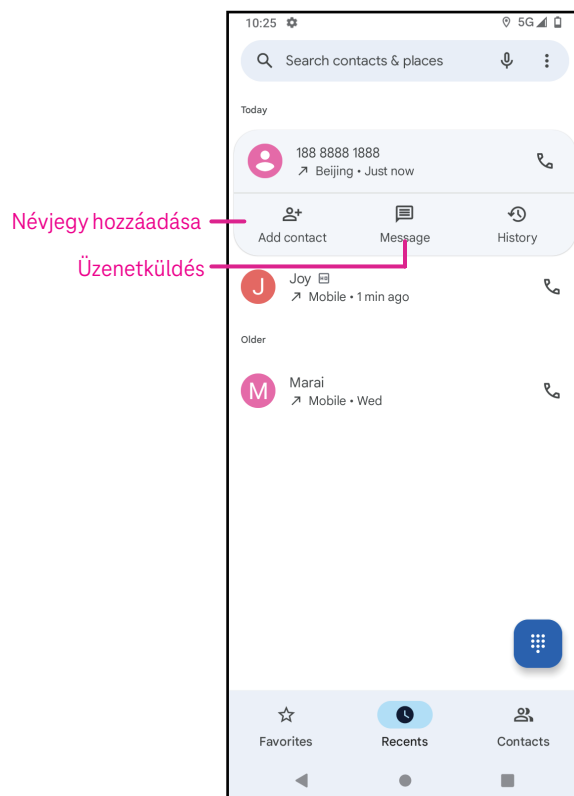 10:25 5G
Search contacts & places
Today
188 8888 1888
Beijing • Just now
Névjegy hozzáadása
Add contact Message History
Üzenetküldés
J Joy HD
Mobile • 1 min ago
Older
M Marai
Mobile • Wed
Favorites Recents Contacts